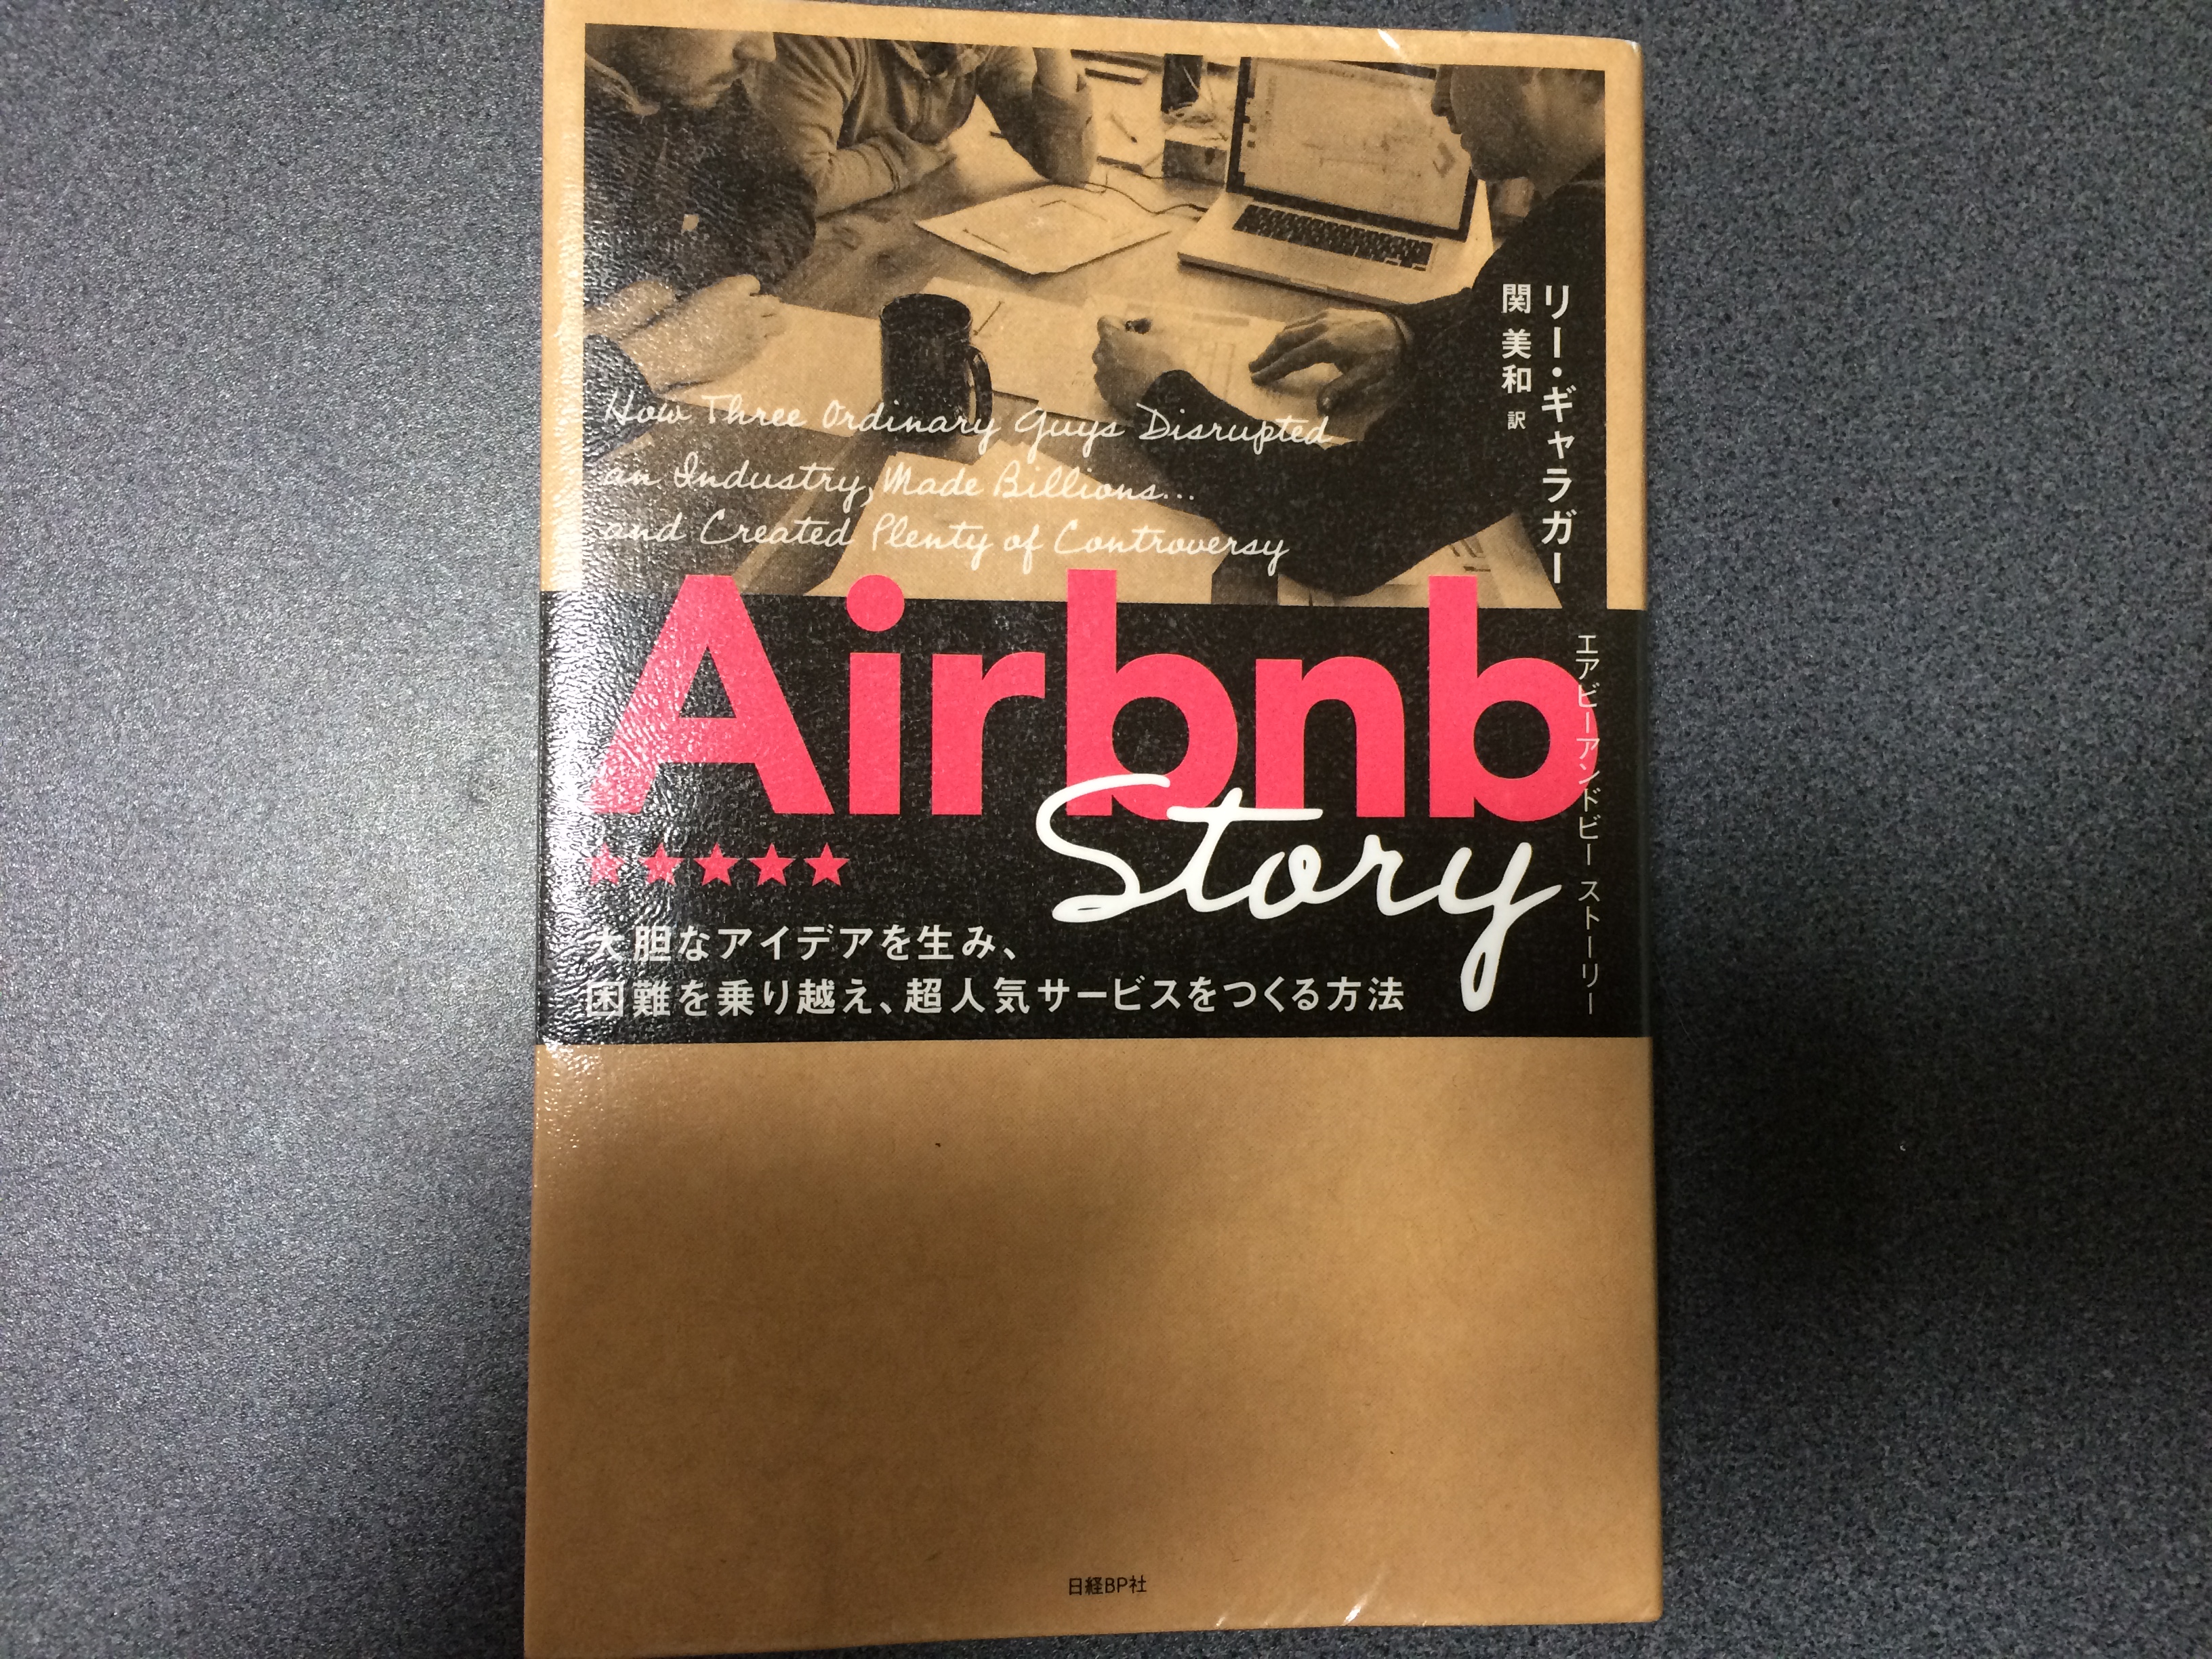 リー・ギャラガー
関 美和 訳
How Three Ordinary Guys Disrupted
an Industry, Made Billions...
and Created Plenty of Controversy
Airbnb
Story
エアビーアンドビー ストーリー
★★★★★
大胆なアイデアを生み、
困難を乗り越え、超人気サービスをつくる方法
日経BP社